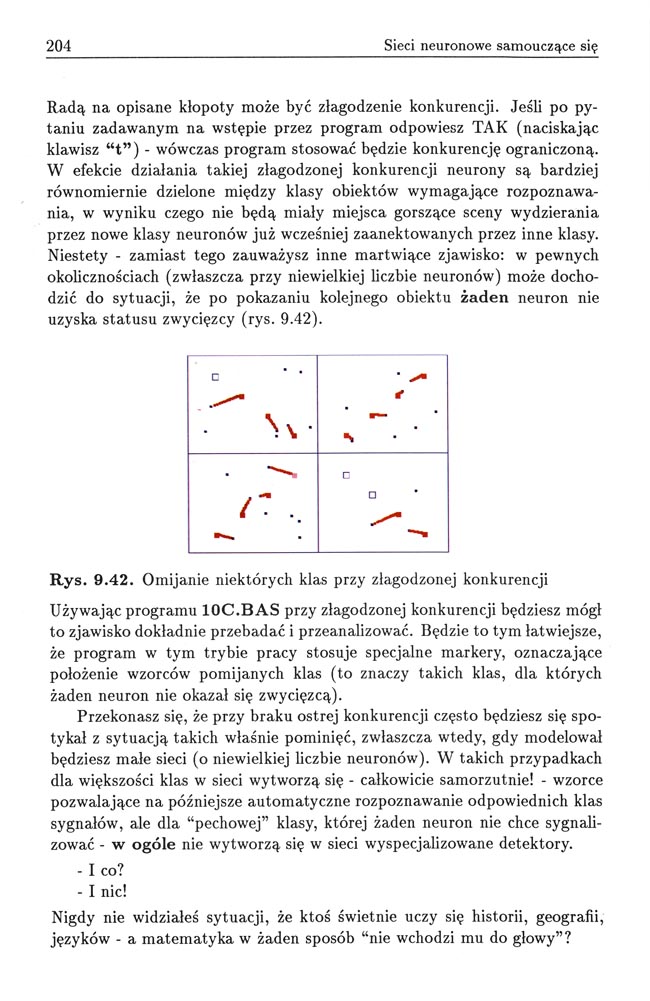 204 Sieci neuronowe samouczące się
Radą na opisane kłopoty może być złagodzenie konkurencji. Jeśli po py-
taniu zadawanym na wstępie przez program odpowiesz TAK (naciskając
klawisz “t”) - wówczas program stosować będzie konkurencję ograniczoną.
W efekcie działania takiej złagodzonej konkurencji neurony są bardziej
równomiernie dzielone między klasy obiektów wymagające rozpoznawa-
nia, w wyniku czego nie będą miały miejsca gorszące sceny wydzierania
przez nowe klasy neuronów już wcześniej zaanektowanych przez inne klasy.
Niestety - zamiast tego zauważysz inne martwiące zjawisko: w pewnych
okolicznościach (zwłaszcza przy niewielkiej liczbie neuronów) może docho-
dzić do sytuacji, że po pokazaniu kolejnego obiektu żaden neuron nie
uzyska statusu zwycięzcy (rys. 9.42).
Rys. 9.42. Omijanie niektórych klas przy złagodzonej konkurencji
Używając programu 10C.BAS przy złagodzonej konkurencji będziesz mógł
to zjawisko dokładnie przebadać i przeanalizować. Będzie to tym łatwiejsze,
że program w tym trybie pracy stosuje specjalne markery, oznaczające
położenie wzorców pomijanych klas (to znaczy takich klas, dla których
żaden neuron nie okazał się zwycięzcą).
Przekonasz się, że przy braku ostrej konkurencji często będziesz się spo-
tykał z sytuacją takich właśnie pominięć, zwłaszcza wtedy, gdy modelował
będziesz małe sieci (o niewielkiej liczbie neuronów). W takich przypadkach
dla większości klas w sieci wytworzą się - całkowicie samorzutnie! - wzorce
pozwalające na późniejsze automatyczne rozpoznawanie odpowiednich klas
sygnałów, ale dla “pechowej” klasy, której żaden neuron nie chce sygnali-
zować - w ogóle nie wytworzą się w sieci wyspecjalizowane detektory.
- I co?
- I nic!
Nigdy nie widziałeś sytuacji, że ktoś świetnie uczy się historii, geografii,
języków - a matematyka w żaden sposób “nie wchodzi mu do głowy”?